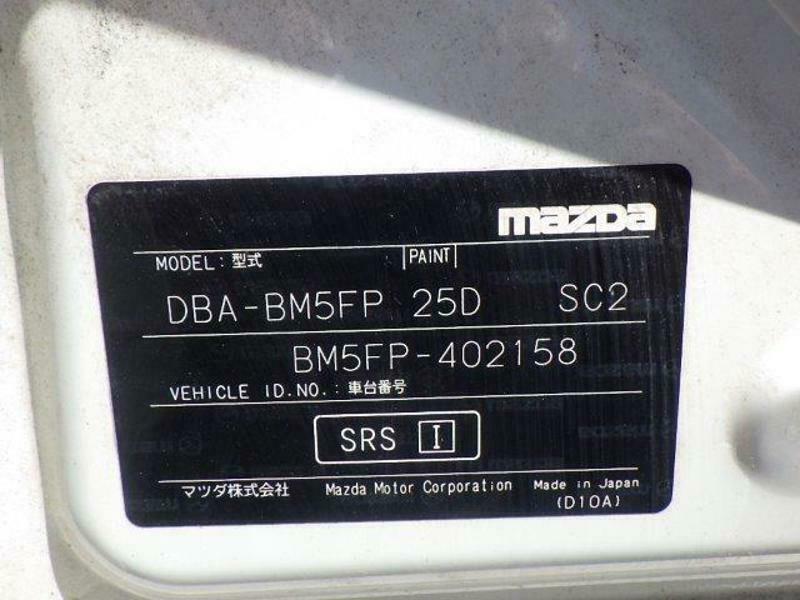 mazda
MODEL : 型式 PAINT
DBA-BM5FP 25D SC2
BM5FP-402158
VEHICLE ID.NO.: 車台番号
SRS I
マツダ株式会社 Mazda Motor Corporation Made in Japan
(D10A)